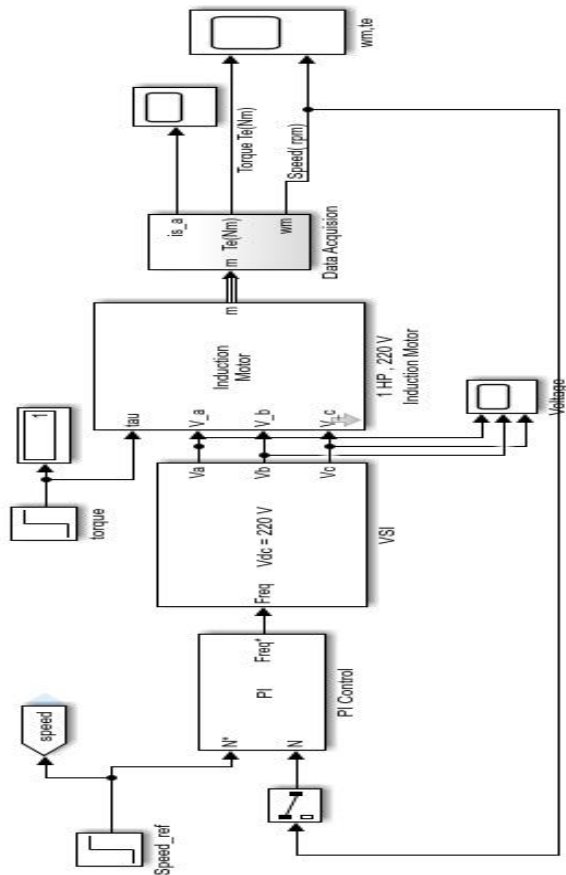 Speed_ref
speed
N*
N
PI
Freq*
PI Control
Freq
Vdc = 220 V
Va
Vb
Vc
VSI
torque
1
tau
V_a
V_b
V_c
Induction
Motor
m
1 HP , 220 V
Induction Motor
Voltage
m
is_a
Te(Nm)
wm
Data Acquision
Torque Te(Nm)
Speed( rpm)
wm,te